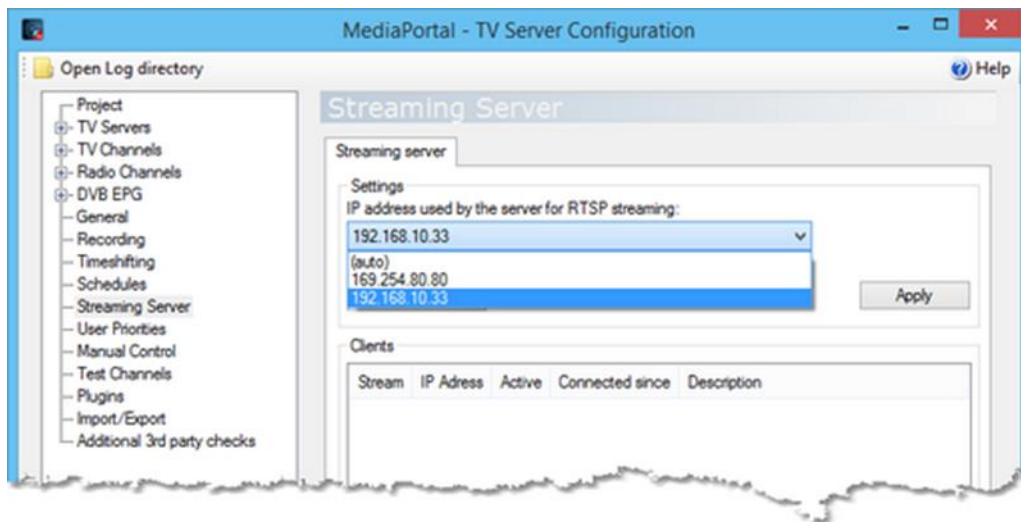 MediaPortal - TV Server Configuration
Open Log directory
Help
Project
TV Servers
TV Channels
Radio Channels
DVB EPG
General
Recording
Timeshifting
Schedules
Streaming Server
User Priorities
Manual Control
Test Channels
Plugins
Import/Export
Additional 3rd party checks
Streaming Server
Streaming server
Settings
IP address used by the server for RTSP streaming:
192.168.10.33
(auto)
169.254.80.80
192.168.10.33
Apply
Clients
Stream IP Adress Active Connected since Description